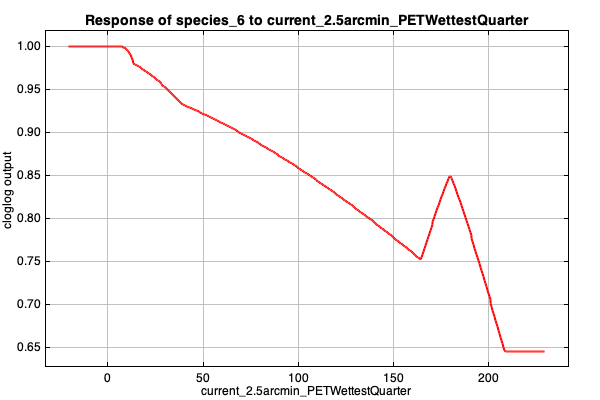 Response of species_6 to current_2.5arcmin_PETWettestQuarter
1.00
0.95
0.90
0.85
0.80
0.75
0.70
0.65
cloglog output
0 50 100 150 200
current_2.5arcmin_PETWettestQuarter